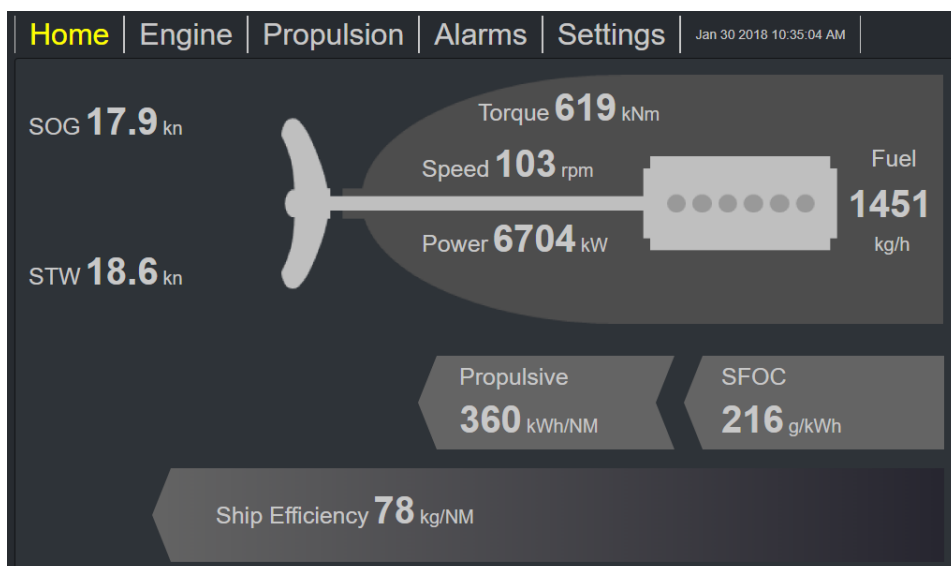 Home Engine Propulsion Alarms Settings Jan 30 2018 10:35:04 AM
SOG 17.9 kn
STW 18.6 kn
Torque 619 kNm
Speed 103 rpm
Power 6704 kW
Fuel
1451
kg/h
Propulsive
360 kWh/NM
SFOC
216 g/kWh
Ship Efficiency 78 kg/NM